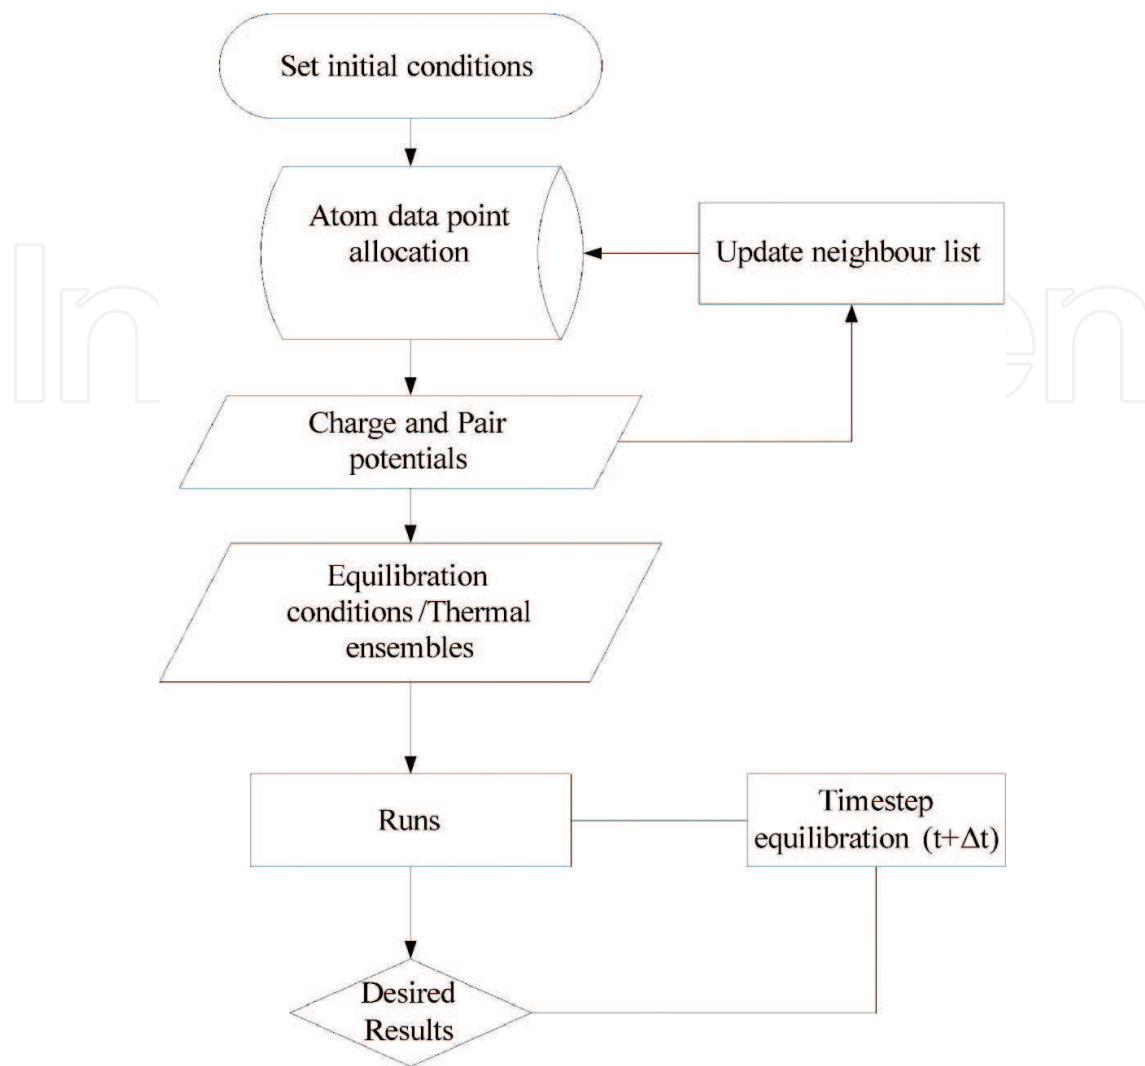 Set initial conditions
Atom data point
allocation
Update neighbour list
Charge and Pair
potentials
Equilibration
conditions/Thermal
ensembles
Runs
Timestep
equilibration (t+Δt)
Desired
Results